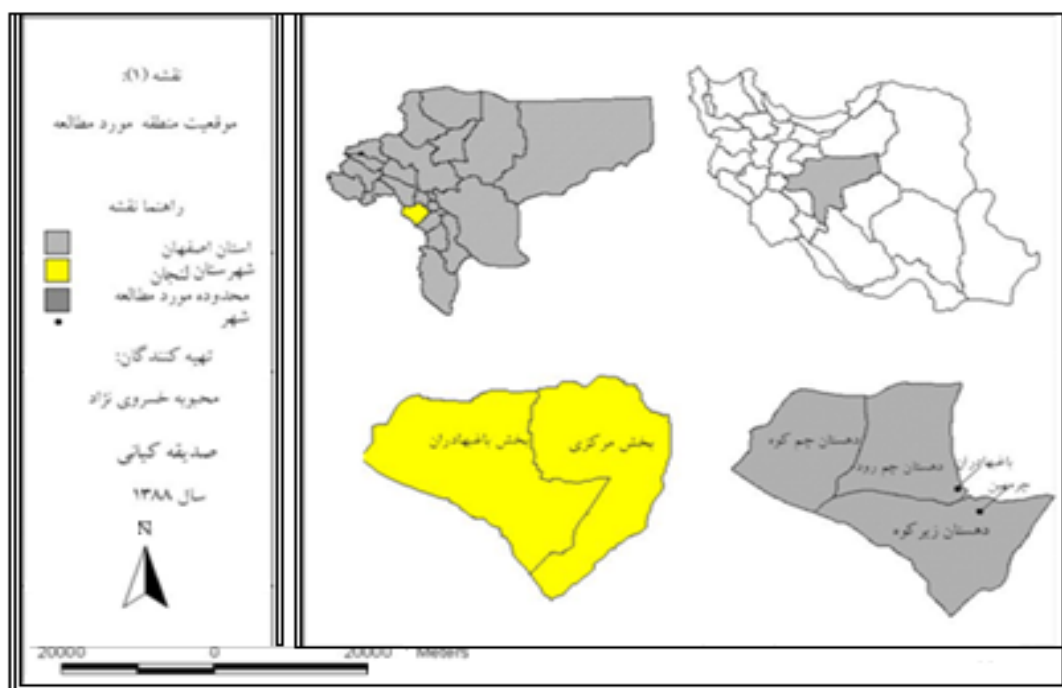 نقشه (۱):
موقعیت منطقه مورد مطالعه
راهنما نقشه
استان اصفهان
شهرستان لنجان
محدوده مورد مطالعه
شهر
تهیه کنندگان:
محبوبه خسروی نژاد
صدیقه کیانی
سال ۱۳۸۸
N
بخش باغبهادران
بخش مرکزی
دهستان چم کوه
دهستان چم رود
باغبهادران
چرمهین
دهستان زیرکوه
20000 0 20000 Meters